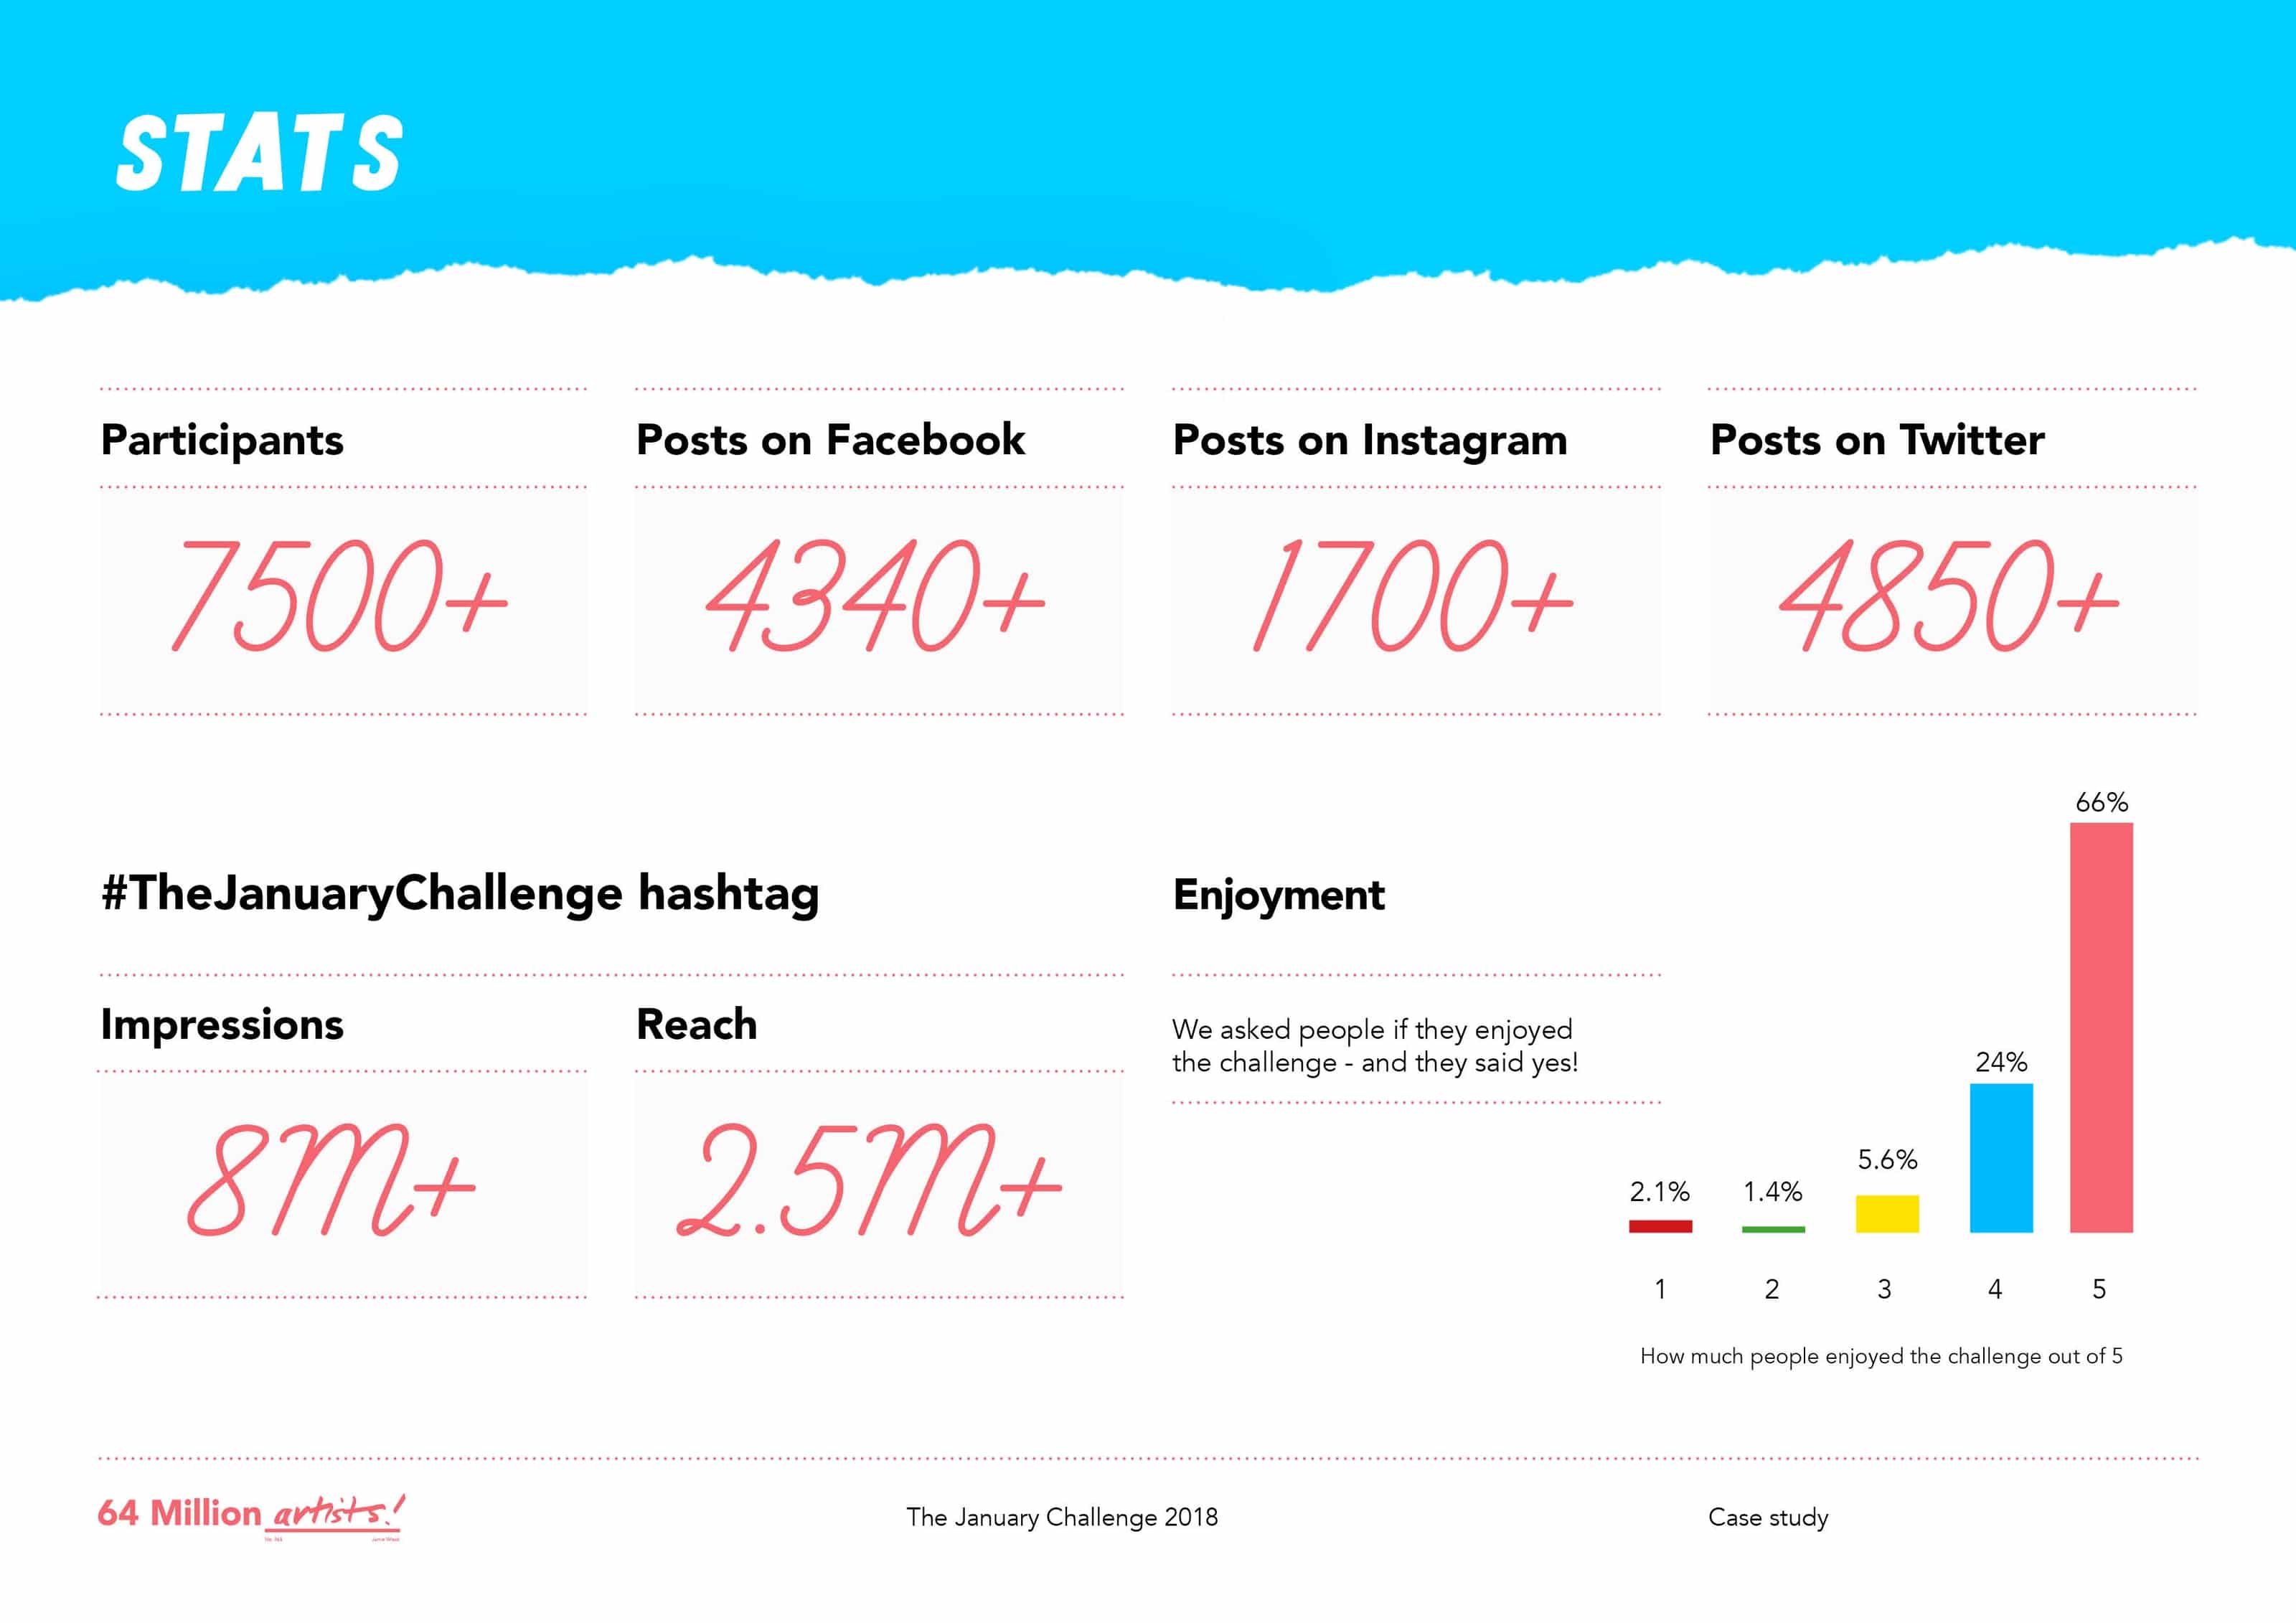 STATS
Participants
7500+
Posts on Facebook
4340+
Posts on Instagram
1700+
Posts on Twitter
4850+
#TheJanuaryChallenge hashtag
Impressions
8M+
Reach
2.5M+
Enjoyment
We asked people if they enjoyed
the challenge - and they said yes!
66%
24%
5.6%
2.1% 1.4%
1 2 3 4 5
How much people enjoyed the challenge out of 5
64 Million artists!
The January Challenge 2018
Case study